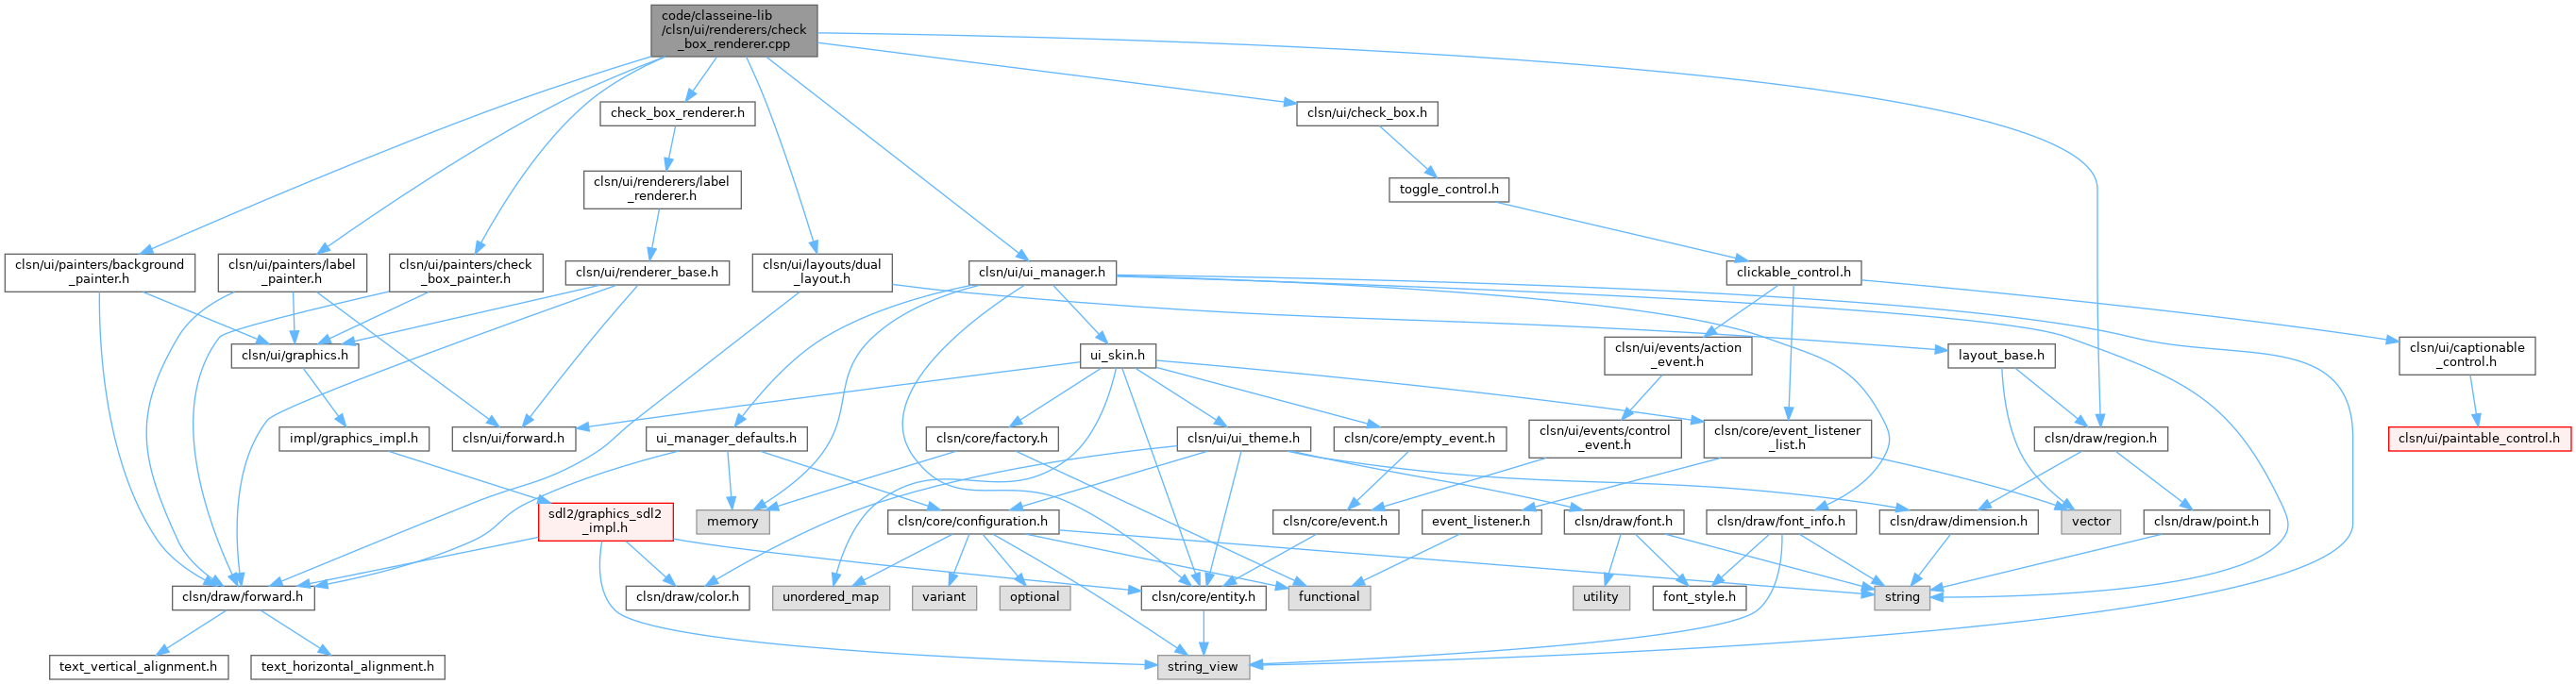 code/classeine-lib
/clsn/ui/renderers/check
_box_renderer.cpp
check_box_renderer.h
clsn/ui/check_box.h
clsn/ui/renderers/label
_renderer.h
toggle_control.h
clsn/ui/painters/background
_painter.h
clsn/ui/painters/label
_painter.h
clsn/ui/painters/check
_box_painter.h
clsn/ui/renderer_base.h
clsn/ui/layouts/dual
_layout.h
clsn/ui/ui_manager.h
clickable_control.h
clsn/ui/graphics.h
ui_skin.h
clsn/ui/events/action
_event.h
layout_base.h
clsn/ui/captionable
_control.h
impl/graphics_impl.h
clsn/ui/forward.h
ui_manager_defaults.h
clsn/core/factory.h
clsn/ui/ui_theme.h
clsn/core/empty_event.h
clsn/ui/events/control
_event.h
clsn/core/event_listener
_list.h
clsn/draw/region.h
clsn/ui/paintable_control.h
sdl2/graphics_sdl2
_impl.h
memory
clsn/core/configuration.h
clsn/core/event.h
event_listener.h
clsn/draw/font.h
clsn/draw/font_info.h
clsn/draw/dimension.h
vector
clsn/draw/point.h
clsn/draw/forward.h
clsn/draw/color.h
unordered_map
variant
optional
clsn/core/entity.h
functional
utility
font_style.h
string
text_vertical_alignment.h
text_horizontal_alignment.h
string_view